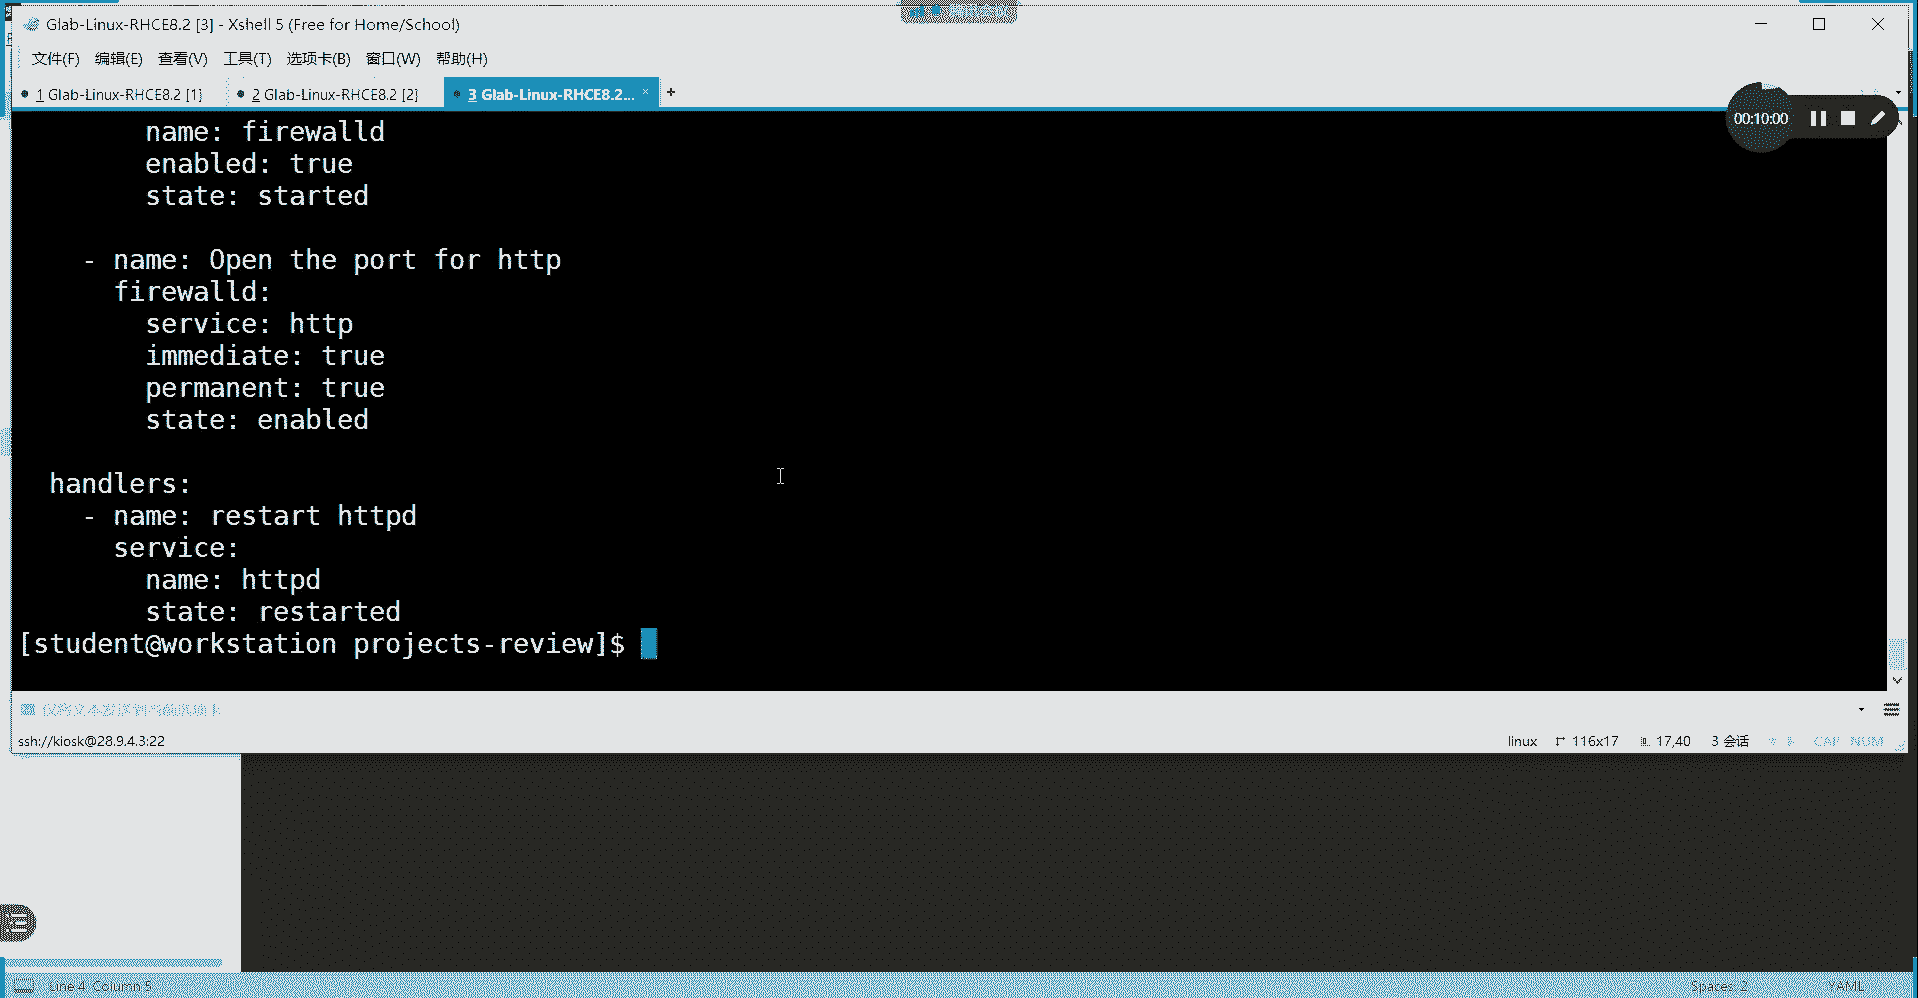 Glab-Linux-RHCE8.2 [3] - Xshell 5 (Free for Home/School)
文件(F) 编辑(E) 查看(V) 工具(T) 选项卡(B) 窗口(W) 帮助(H)
1 Glab-Linux-RHCE8.2 [1] 2 Glab-Linux-RHCE8.2 [2] 3 Glab-Linux-RHCE8.2... × +
00:10:00
name: firewalld
enabled: true
state: started
- name: Open the port for http
firewalld:
service: http
immediate: true
permanent: true
state: enabled
handlers:
- name: restart httpd
service:
name: httpd
state: restarted
[student@workstation projects-review]$
ssh://kiosk@28.9.4.3:22 linux 116x17 17,40 3 会话 CAP NUM
Line 4, Column 5 Spaces: 2 YAML